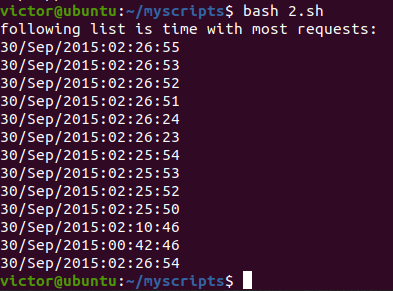 victor@ubuntu:~/myscripts$ bash 2.sh
following list is time with most requests:
30/Sep/2015:02:26:55
30/Sep/2015:02:26:53
30/Sep/2015:02:26:52
30/Sep/2015:02:26:51
30/Sep/2015:02:26:24
30/Sep/2015:02:26:23
30/Sep/2015:02:25:54
30/Sep/2015:02:25:53
30/Sep/2015:02:25:52
30/Sep/2015:02:25:50
30/Sep/2015:02:10:46
30/Sep/2015:00:42:46
30/Sep/2015:02:26:54
victor@ubuntu:~/myscripts$